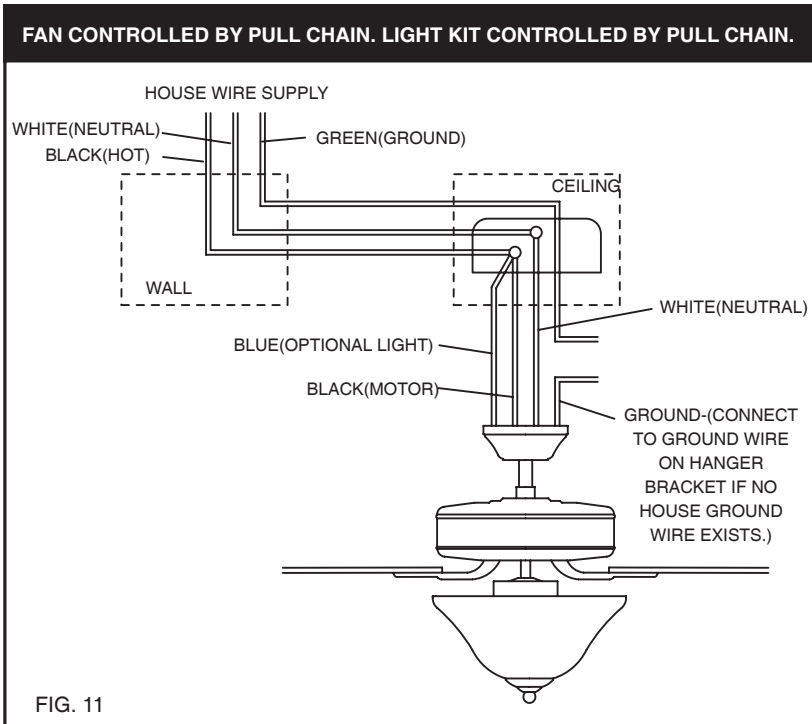 FAN CONTROLLED BY PULL CHAIN. LIGHT KIT CONTROLLED BY PULL CHAIN.
HOUSE WIRE SUPPLY
WHITE(NEUTRAL)
GREEN(GROUND)
BLACK(HOT)
CEILING
WALL
WHITE(NEUTRAL)
BLUE(OPTIONAL LIGHT)
BLACK(MOTOR)
GROUND-(CONNECT
TO GROUND WIRE
ON HANGER
BRACKET IF NO
HOUSE GROUND
WIRE EXISTS.)
FIG. 11